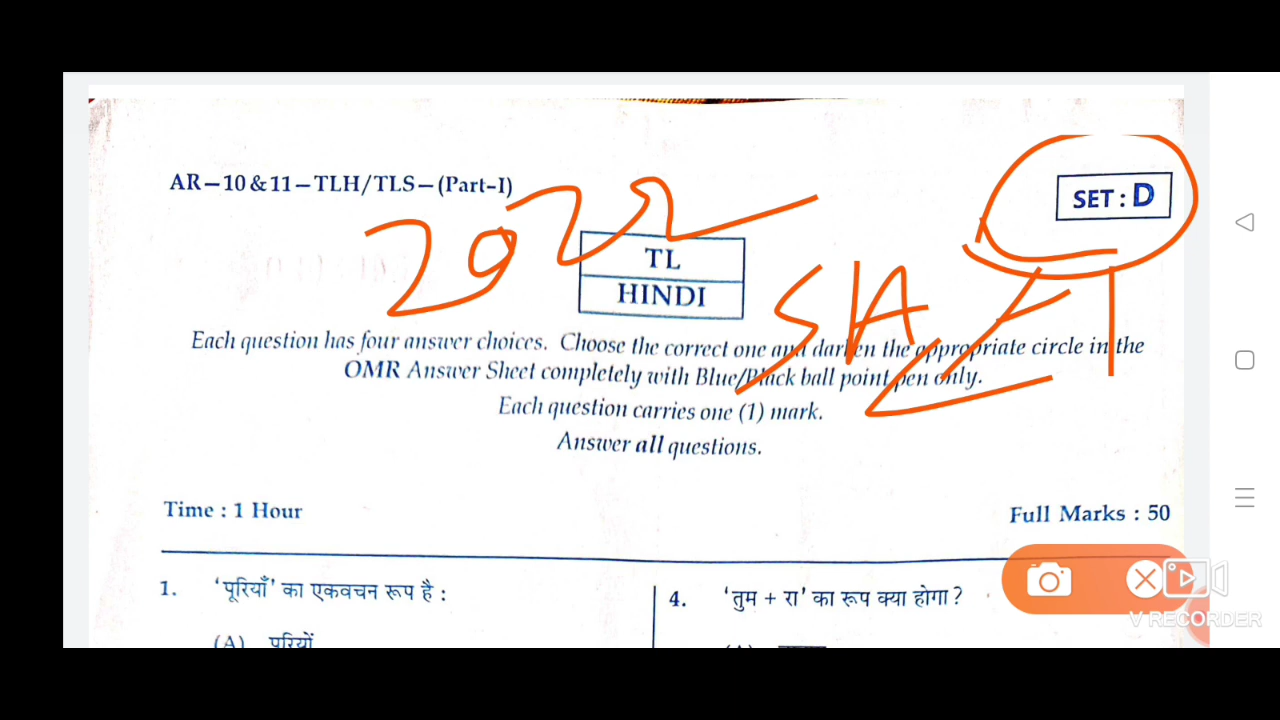 AR–10 & 11–TLH/TLS–(Part–I)
SET : D
2022
TL
HINDI
Each question has four answer choices. Choose the correct one and darken the appropriate circle in the
OMR Answer Sheet completely with Blue/Black ball point pen only.
Each question carries one (1) mark.
Answer all questions.
Time : 1 Hour
Full Marks : 50
1. 'पूरियाँ' का एकवचन रूप है :
(A) पूरियों
4. 'तुम + रा' का रूप क्या होगा ?
V RECORDER